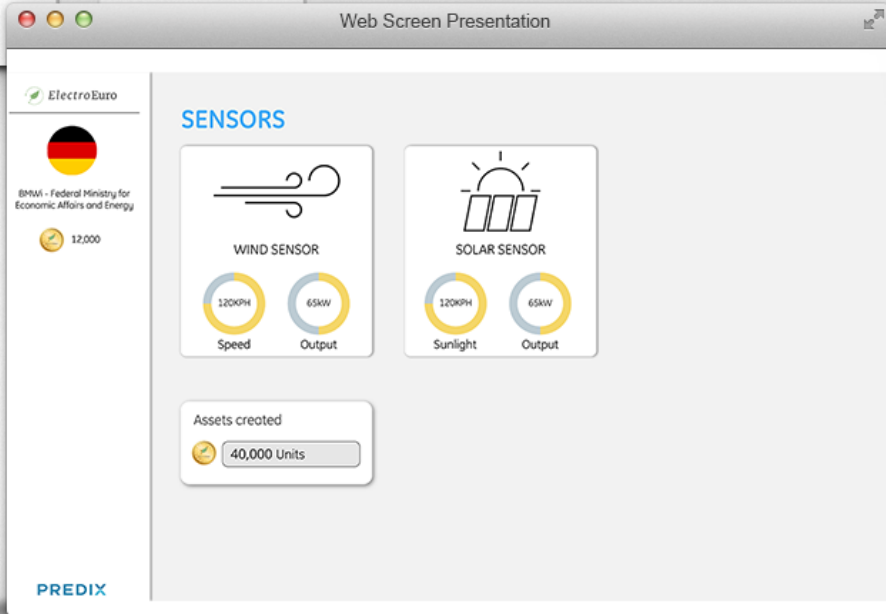 Web Screen Presentation
ElectroEuro
BMWi - Federal Ministry for
Economic Affairs and Energy
12,000
SENSORS
WIND SENSOR
120KPH
65kW
Speed
Output
SOLAR SENSOR
120KPH
65kW
Sunlight
Output
Assets created
40,000 Units
PREDIX